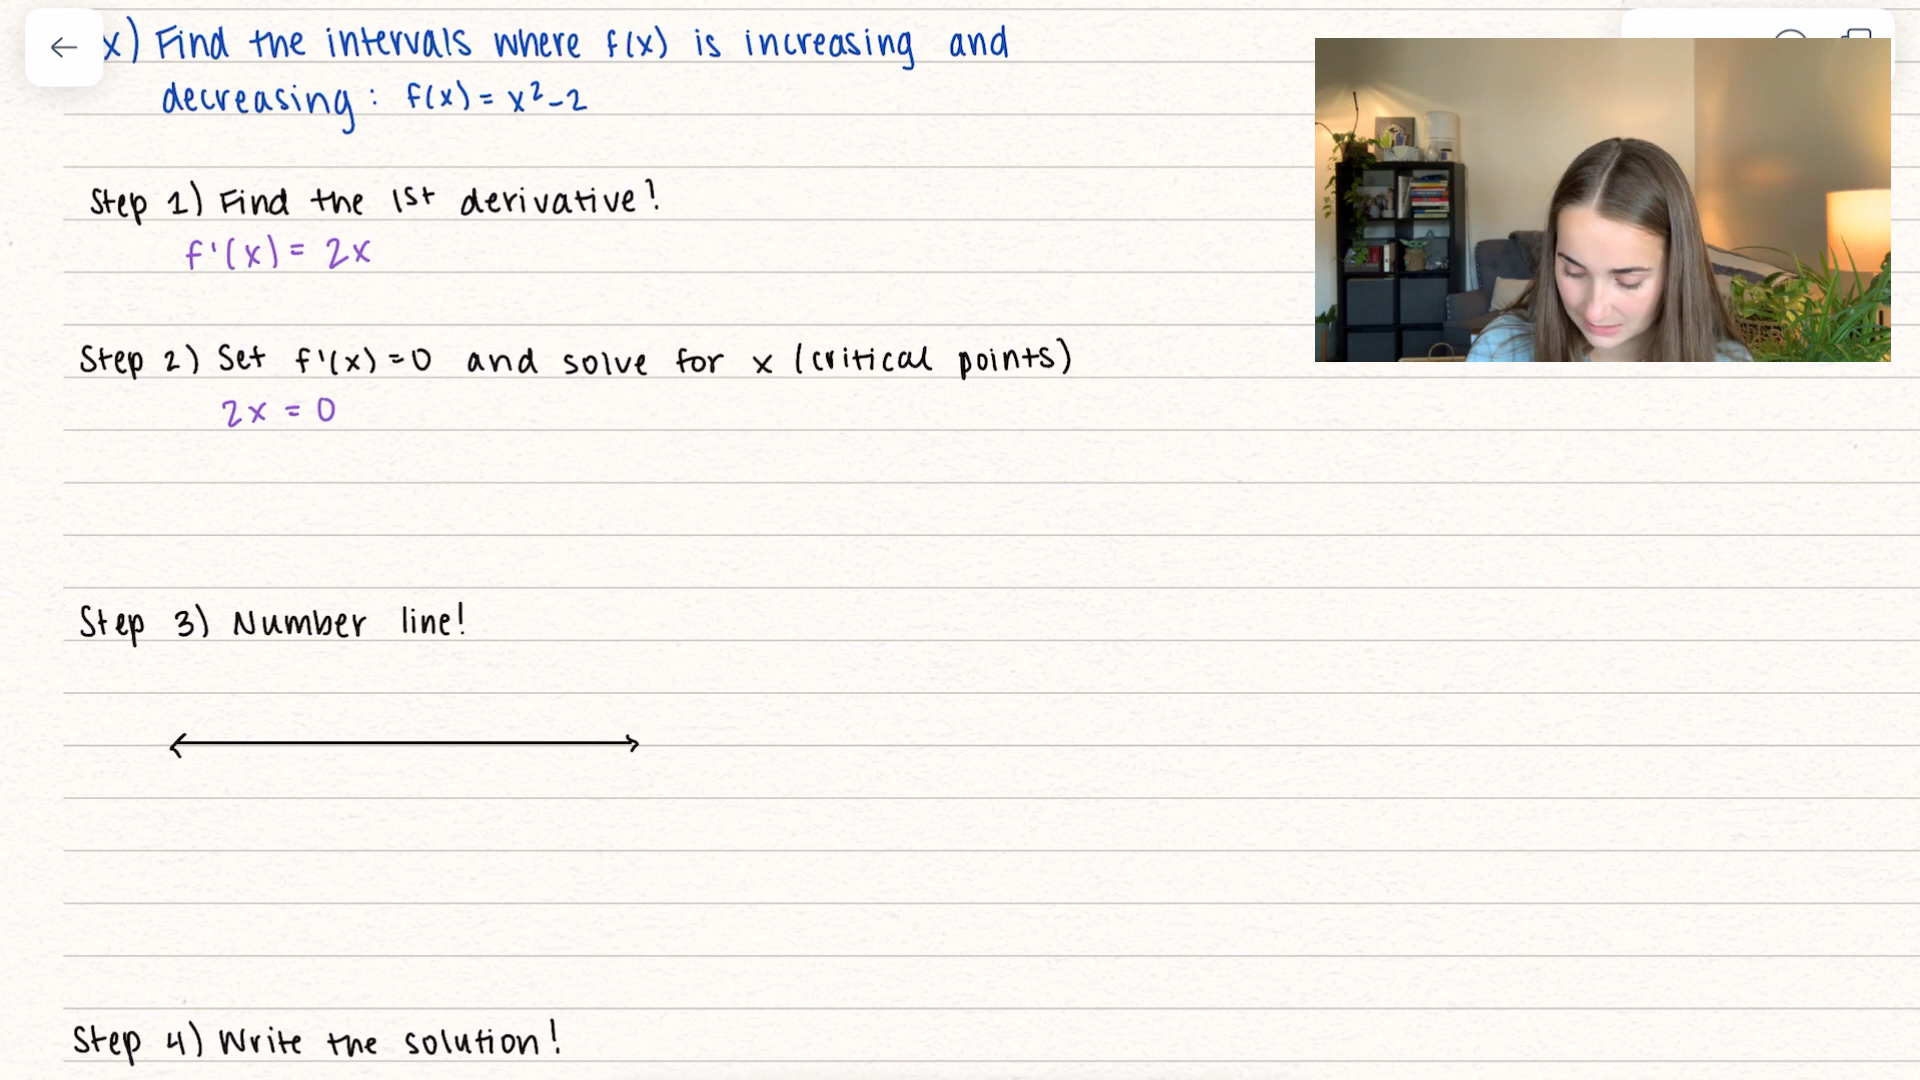 x) Find the intervals where f(x) is increasing and
decreasing: f(x) = x²-2
Step 1) Find the 1st derivative!
f'(x) = 2x
Step 2) Set f'(x)=0 and solve for x (critical points)
2x = 0
Step 3) Number line!
Step 4) Write the solution!